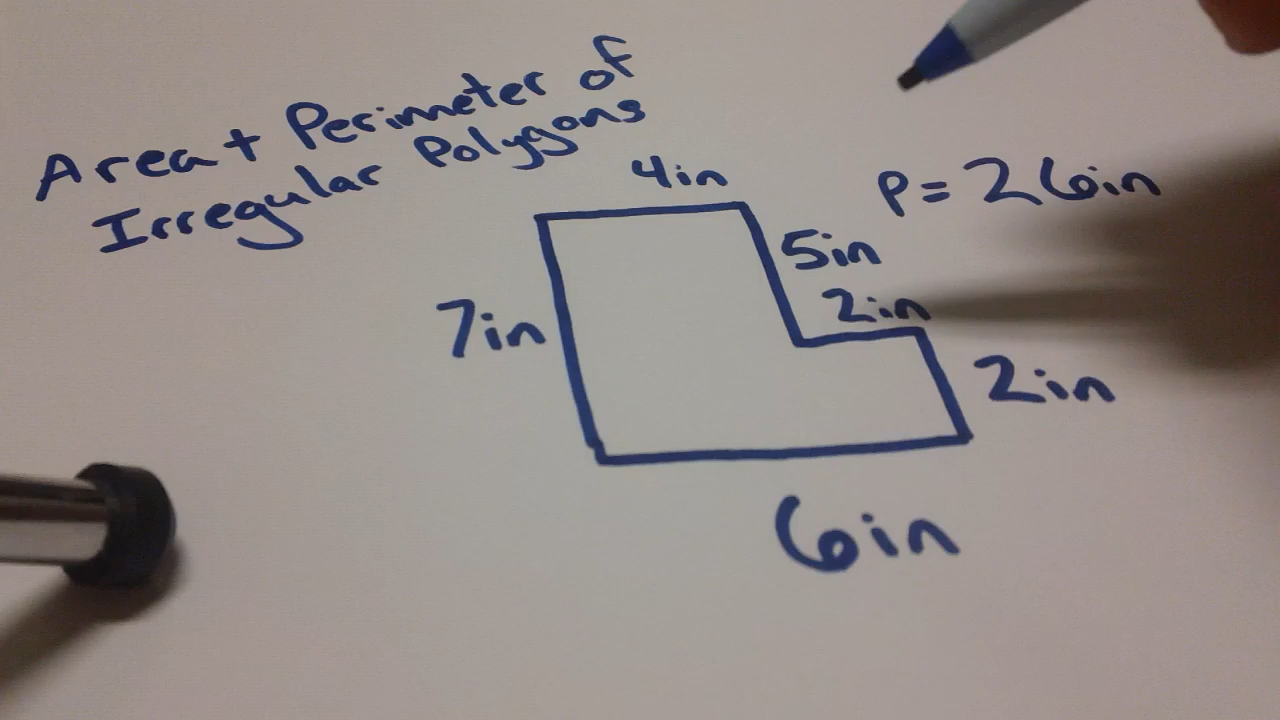 Area + Perimeter of
Irregular Polygons
4in
P = 26in
5in
2in
7in
2in
6in